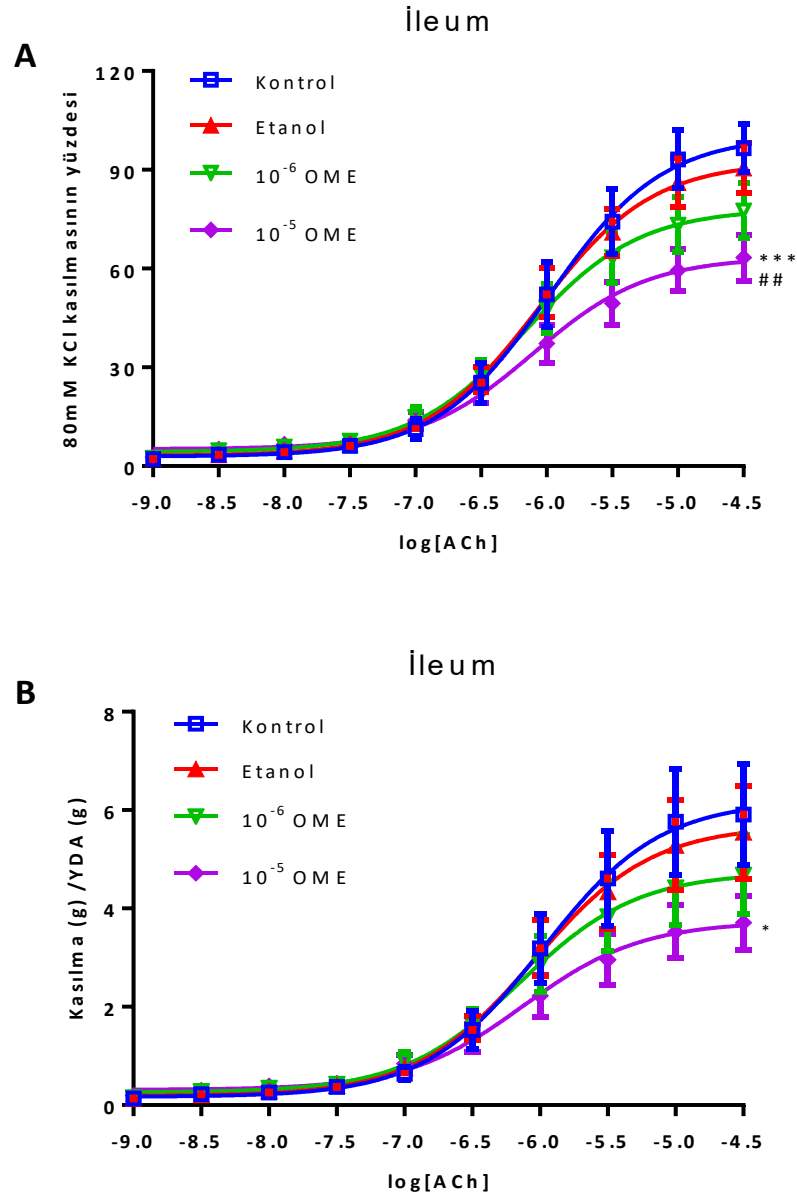 İleum
A
80mM KCl kasılmasının yüzdesi
120
90
60
30
0
Kontrol
Etanol
10-6 OME
10-5 OME
***
##
-9.0 -8.5 -8.0 -7.5 -7.0 -6.5 -6.0 -5.5 -5.0 -4.5
log[ACh]
İleum
B
Kasılma (g) /YDA (g)
8
6
4
2
0
Kontrol
Etanol
10-6 OME
10-5 OME
*
-9.0 -8.5 -8.0 -7.5 -7.0 -6.5 -6.0 -5.5 -5.0 -4.5
log[ACh]